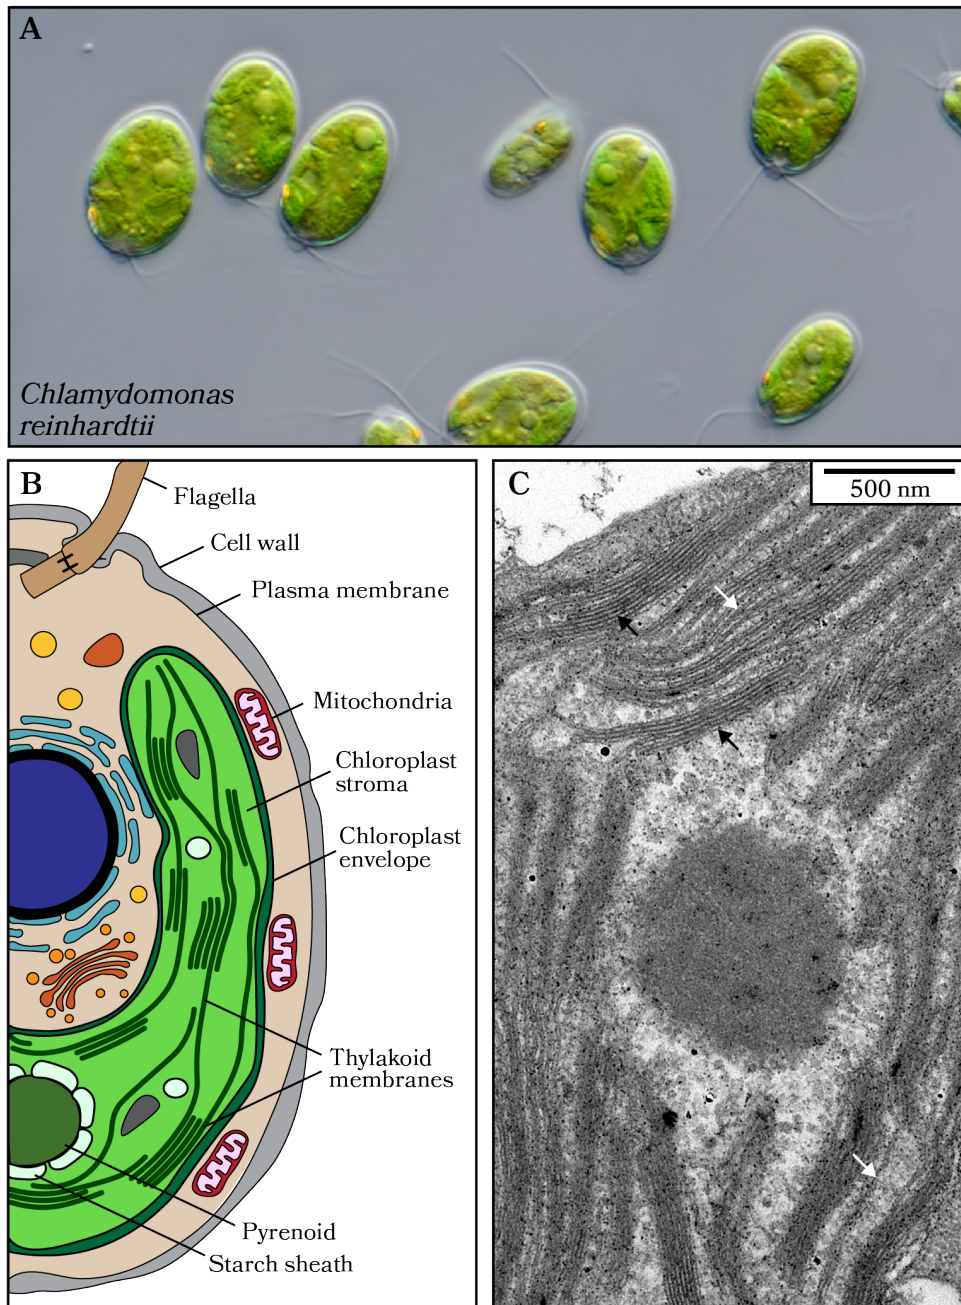 A
Chlamydomonas
reinhardtii
B
Flagella
Cell wall
Plasma membrane
Mitochondria
Chloroplast
stroma
Chloroplast
envelope
Thylakoid
membranes
Pyrenoid
Starch sheath
C
500 nm